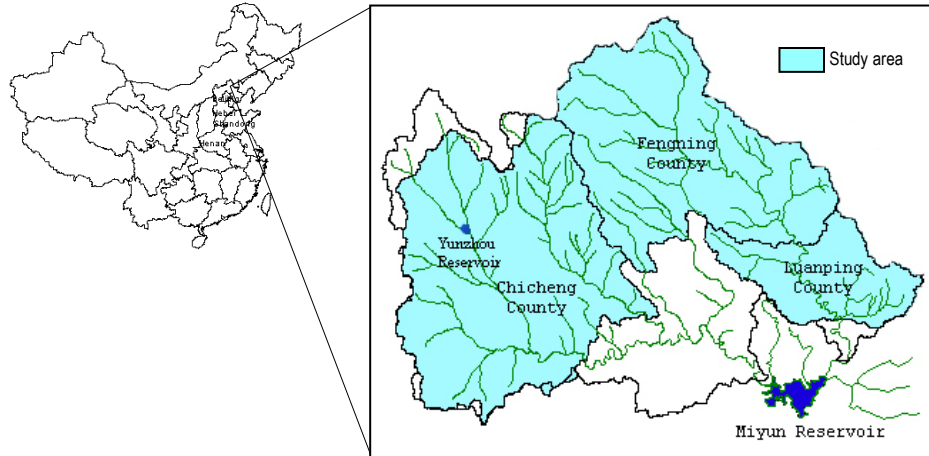 Beijing
Hebei
Shandong
Henan
Study area
Fengning
County
Yunzhou
Reservoir
Chicheng
County
Luanping
County
Miyun Reservoir